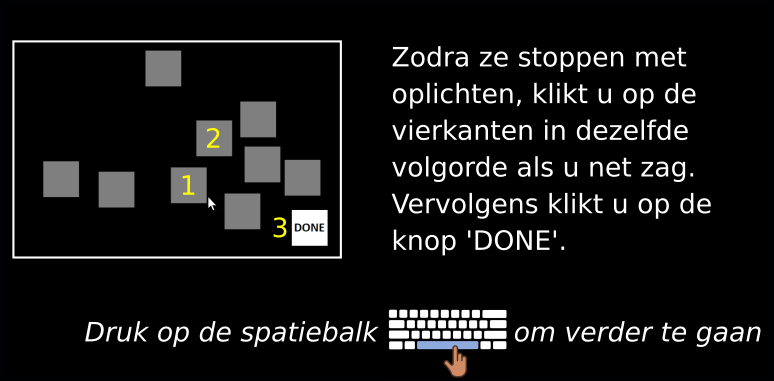 Zodra ze stoppen met
oplichten, klikt u op de
vierkanten in dezelfde
volgorde als u net zag.
Vervolgens klikt u op de
knop 'DONE'.
2
1
3 DONE
Druk op de spatiebalk om verder te gaan